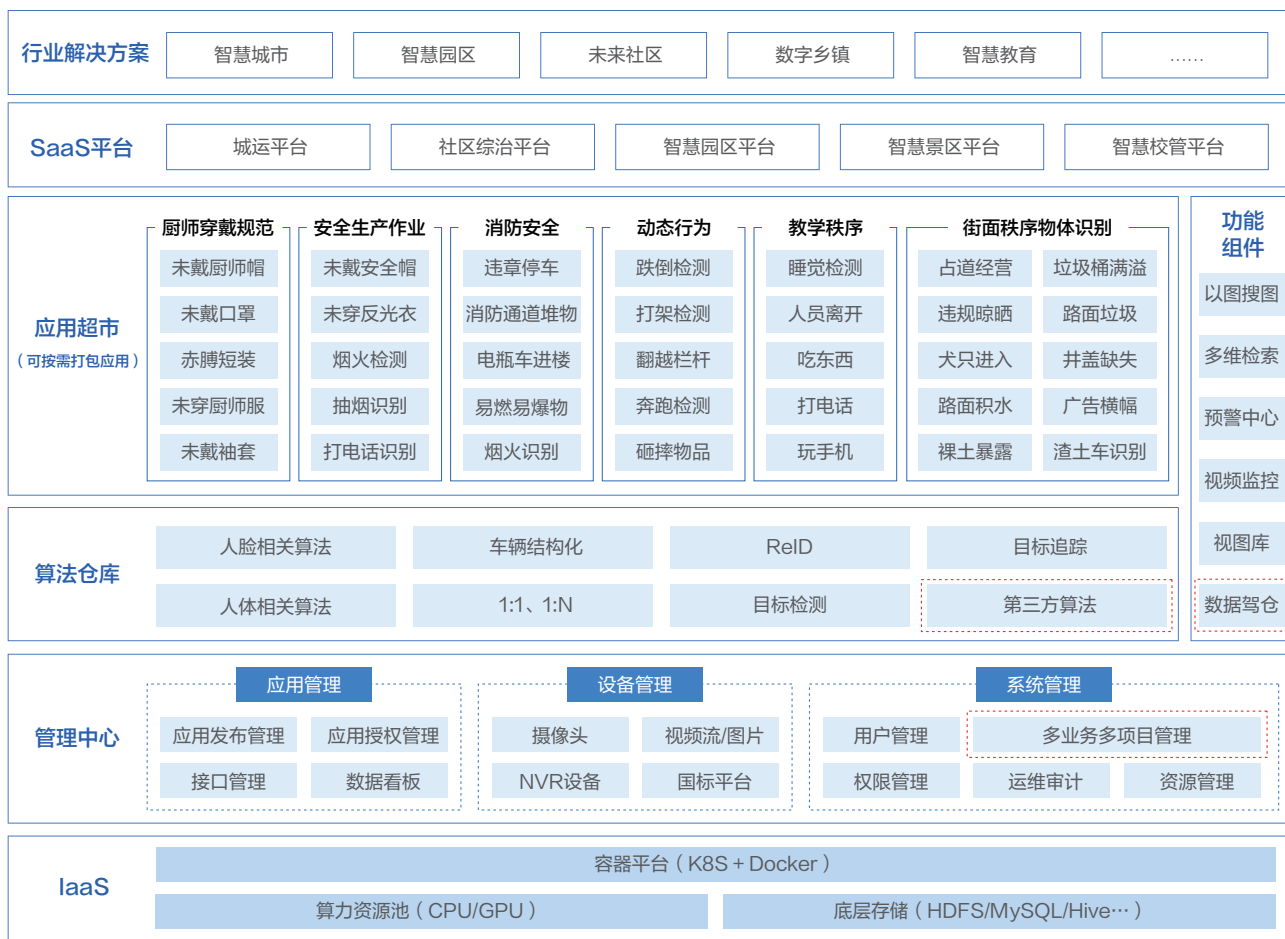 行业解决方案
智慧城市
智慧园区
未来社区
数字乡镇
智慧教育
……
SaaS平台
城运平台
社区综治平台
智慧园区平台
智慧景区平台
智慧校管平台
应用超市
（可按需打包应用）
厨师穿戴规范
未戴厨师帽
未戴口罩
赤膊短装
未穿厨师服
未戴袖套
安全生产作业
未戴安全帽
未穿反光衣
烟火检测
抽烟识别
打电话识别
消防安全
违章停车
消防通道堆物
电瓶车进楼
易燃易爆物
烟火识别
动态行为
跌倒检测
打架检测
翻越栏杆
奔跑检测
砸摔物品
教学秩序
睡觉检测
人员离开
吃东西
打电话
玩手机
街面秩序物体识别
占道经营
垃圾桶满溢
违规晾晒
路面垃圾
犬只进入
井盖缺失
路面积水
广告横幅
裸土暴露
渣土车识别
功能
组件
以图搜图
多维检索
预警中心
视频监控
视图库
数据驾仓
算法仓库
人脸相关算法
车辆结构化
ReID
目标追踪
人体相关算法
1:1、1:N
目标检测
第三方算法
管理中心
应用管理
应用发布管理
应用授权管理
接口管理
数据看板
设备管理
摄像头
视频流/图片
NVR设备
国标平台
系统管理
用户管理
多业务多项目管理
权限管理
运维审计
资源管理
IaaS
容器平台（K8S + Docker）
算力资源池（CPU/GPU）
底层存储（HDFS/MySQL/Hive…）